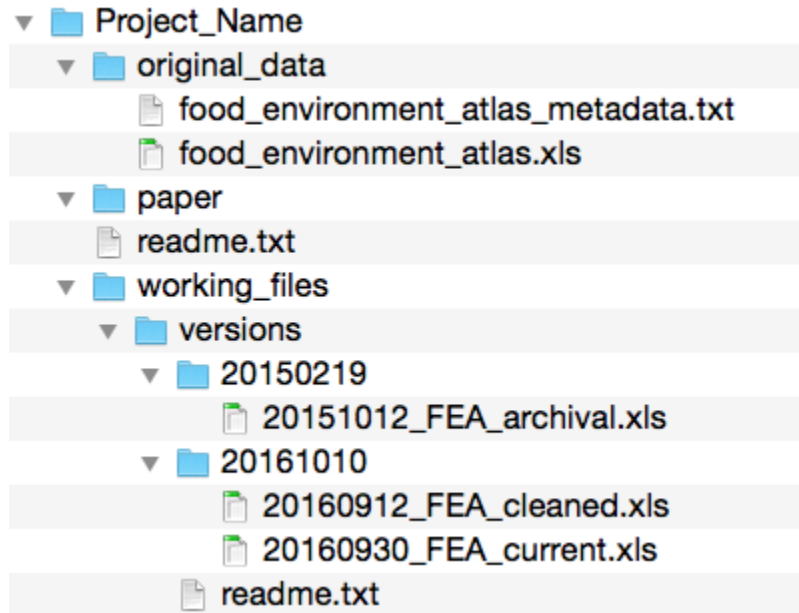 Project_Name
original_data
food_environment_atlas_metadata.txt
food_environment_atlas.xls
paper
readme.txt
working_files
versions
20150219
20151012_FEA_archival.xls
20161010
20160912_FEA_cleaned.xls
20160930_FEA_current.xls
readme.txt